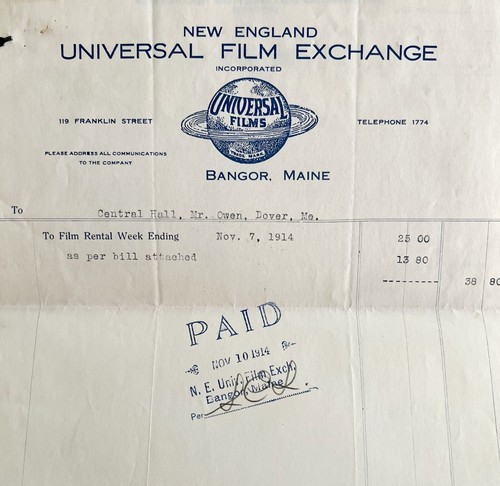 NEW ENGLAND
UNIVERSAL FILM EXCHANGE
INCORPORATED
UNIVERSAL
FILMS
TRADE MARK
119 FRANKLIN STREET
TELEPHONE 1774
PLEASE ADDRESS ALL COMMUNICATIONS
TO THE COMPANY
BANGOR, MAINE
To Central Hall, Mr. Owen, Dover, Me.
To Film Rental Week Ending Nov. 7, 1914 25 00
as per bill attached 13 80
--------- 38 80
PAID
NOV 10 1914
N. E. Univ. Film Exch.
Bangor, Maine
Per